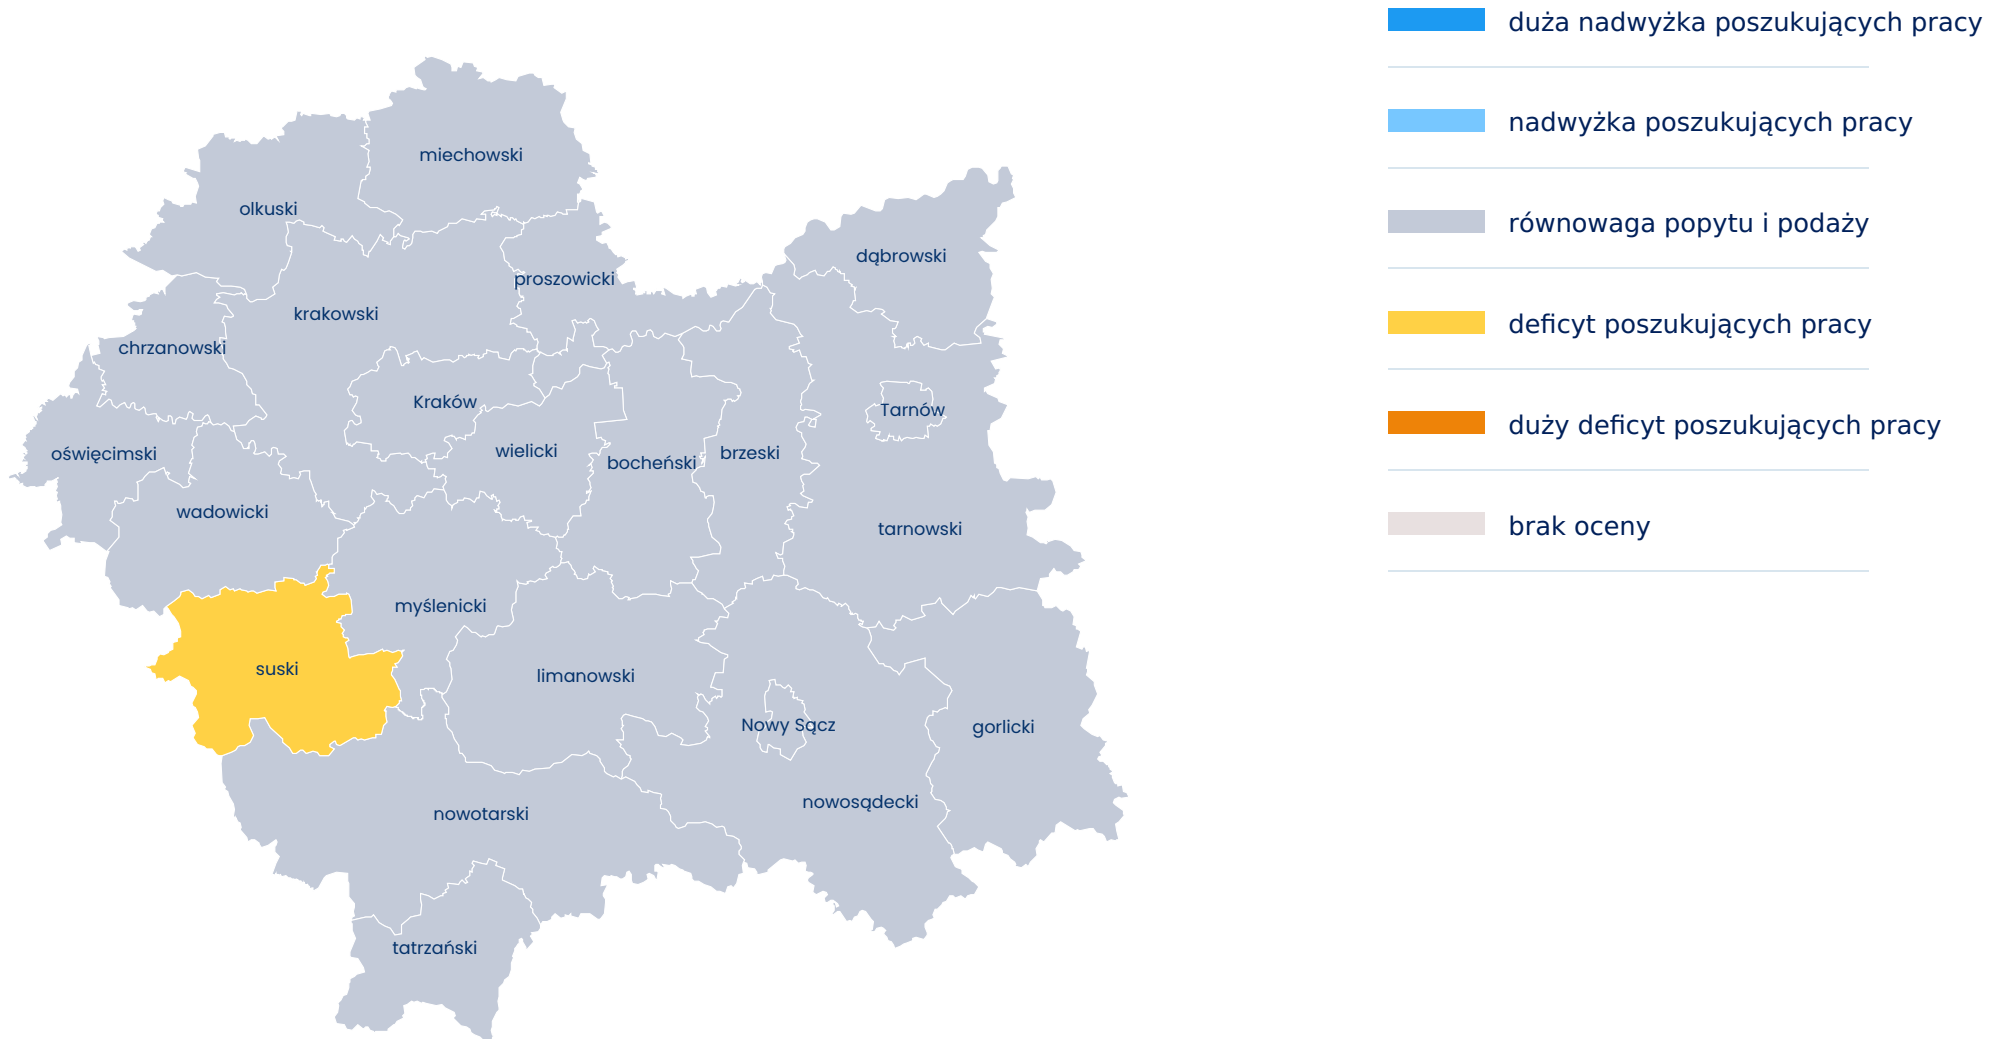 duża nadwyżka poszukujących pracy
nadwyżka poszukujących pracy
równowaga popytu i podaży
deficyt poszukujących pracy
duży deficyt poszukujących pracy
brak oceny
miechowski
olkuski
dąbrowski
proszowicki
krakowski
chrzanowski
Kraków
Tarnów
oświęcimski
wielicki
bocheński
brzeski
wadowicki
tarnowski
myślenicki
suski
limanowski
Nowy Sącz
gorlicki
nowosądecki
nowotarski
tatrzański